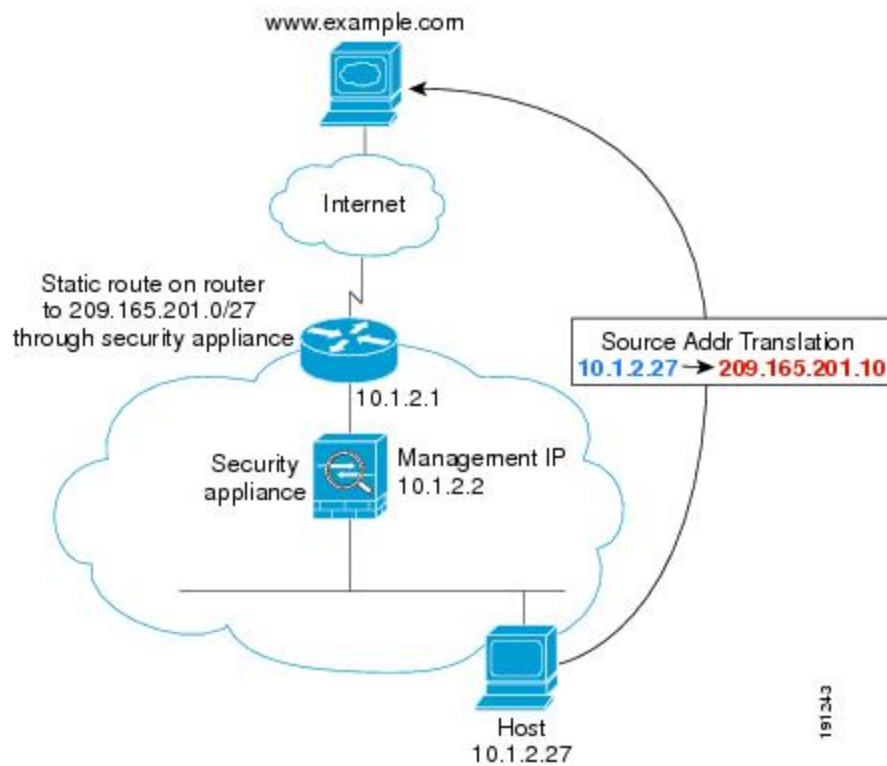 www.example.com
Internet
Static route on router
to 209.165.201.0/27
through security appliance
Source Addr Translation
10.1.2.27 → 209.165.201.10
10.1.2.1
Security
appliance
Management IP
10.1.2.2
Host
10.1.2.27
191243